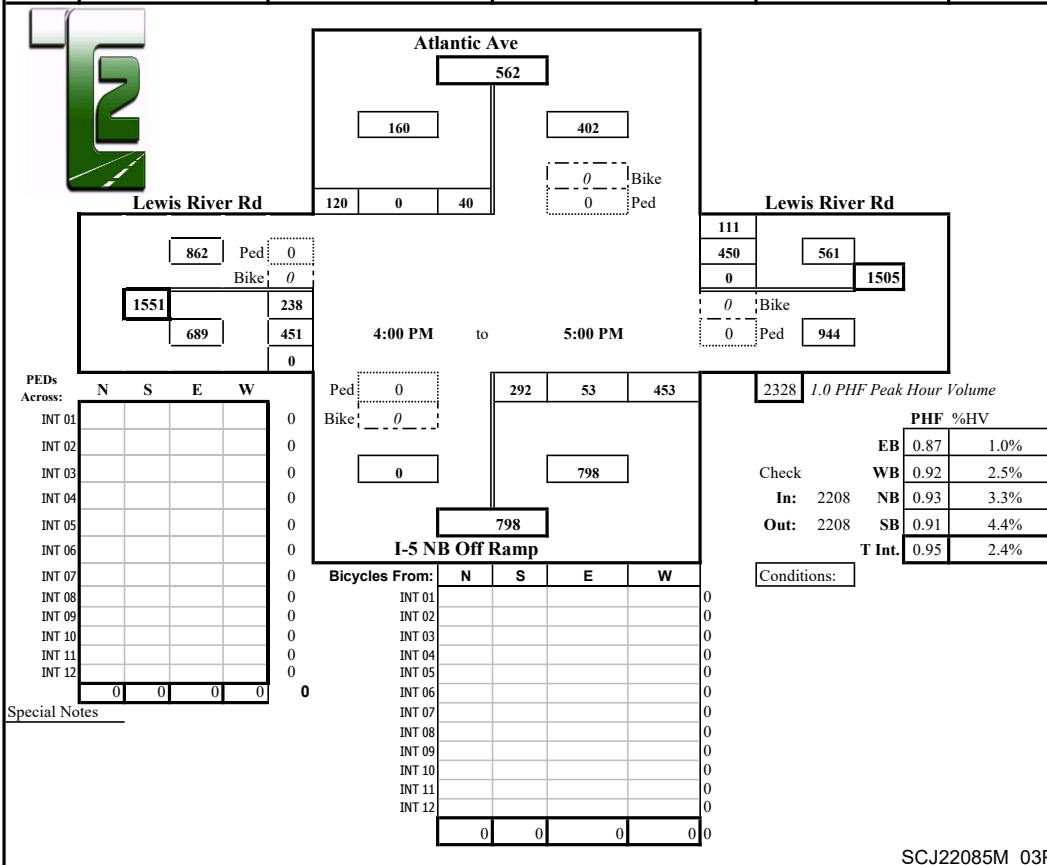 T2
Atlantic Ave
562
160 402
0 Bike
Lewis River Rd 120 0 40 0 Ped Lewis River Rd
111
862 Ped 0 450 561
Bike 0 0 1505
1551 238 0 Bike
689 451 4:00 PM to 5:00 PM 0 Ped 944
0
PEDs Across: N S E W Ped 0 292 53 453 2328 1.0 PHF Peak Hour Volume
INT 01 0 Bike 0 PHF %HV
INT 02 0 EB 0.87 1.0%
INT 03 0 0 798 Check WB 0.92 2.5%
INT 04 0 In: 2208 NB 0.93 3.3%
INT 05 0 798 Out: 2208 SB 0.91 4.4%
INT 06 0 I-5 NB Off Ramp T Int. 0.95 2.4%
INT 07 0 Bicycles From: N S E W Conditions:
INT 08 0 INT 01 0
INT 09 0 INT 02 0
INT 10 0 INT 03 0
INT 11 0 INT 04 0
INT 12 0 INT 05 0
0 0 0 0 0 INT 06 0
Special Notes INT 07 0
INT 08 0
INT 09 0
INT 10 0
INT 11 0
INT 12 0
0 0 0 0 0